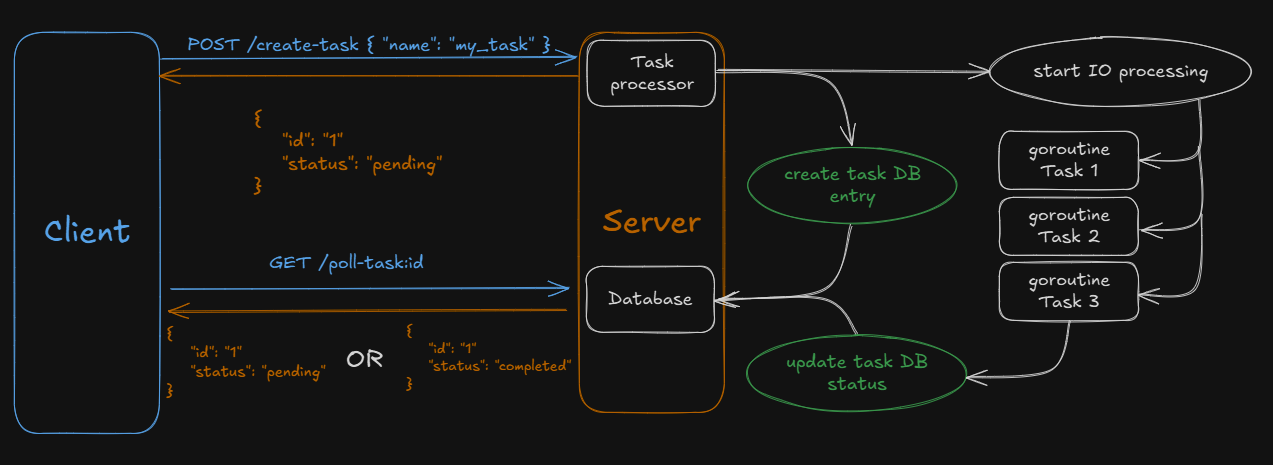 POST /create-task { "name": "my_task" }
Task
processor
start IO processing
{
"id": "1"
"status": "pending"
}
goroutine
Task 1
create task DB
entry
Client
Server
goroutine
Task 2
GET /poll-task:id
Database
goroutine
Task 3
{
"id": "1"
"status": "pending"
}
OR
{
"id": "1"
"status": "completed"
}
update task DB
status